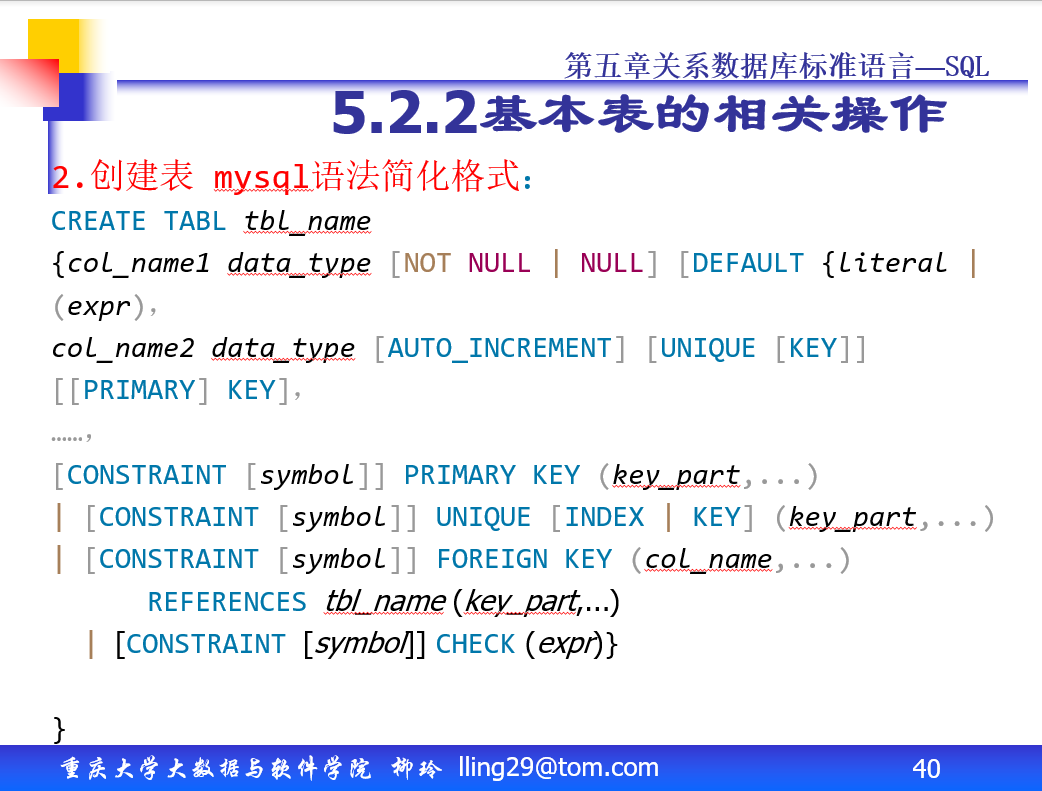 第五章关系数据库标准语言—SQL
5.2.2基本表的相关操作
2.创建表 mysql语法简化格式：
CREATE TABL tbl_name
{col_name1 data_type [NOT NULL | NULL] [DEFAULT {literal |
(expr),
col_name2 data_type [AUTO_INCREMENT] [UNIQUE [KEY]]
[[PRIMARY] KEY],
……,
[CONSTRAINT [symbol]] PRIMARY KEY (key_part,...)
| [CONSTRAINT [symbol]] UNIQUE [INDEX | KEY] (key_part,...)
| [CONSTRAINT [symbol]] FOREIGN KEY (col_name,...)
REFERENCES tbl_name (key_part,...)
| [CONSTRAINT [symbol]] CHECK (expr)}
}
重庆大学大数据与软件学院 柳玲 lling29@tom.com 40